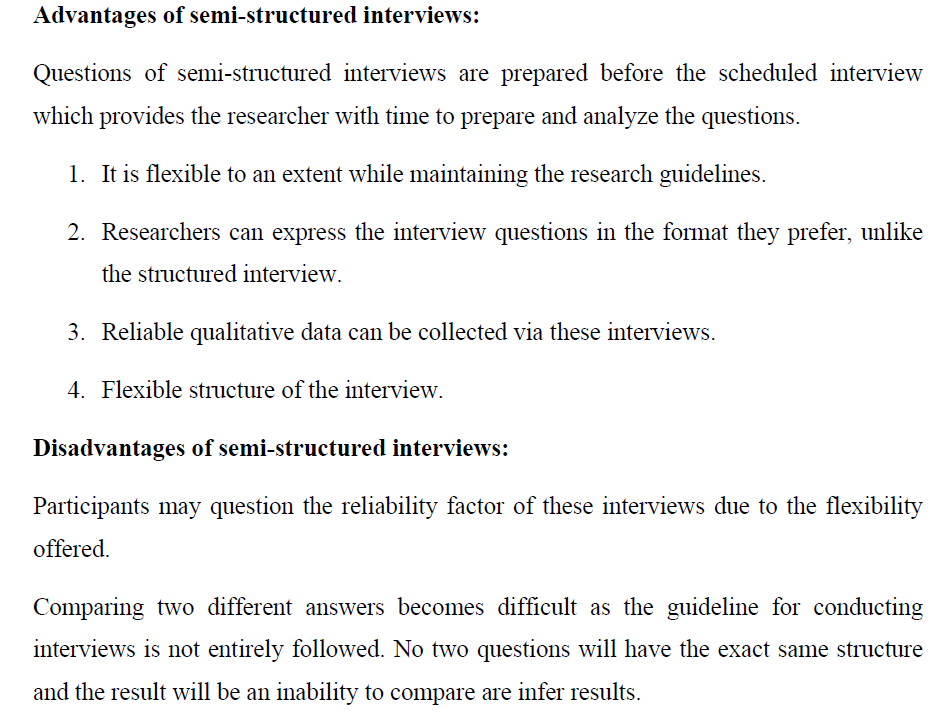 Advantages of semi-structured interviews:
Questions of semi-structured interviews are prepared before the scheduled interview
which provides the researcher with time to prepare and analyze the questions.
1. It is flexible to an extent while maintaining the research guidelines.
2. Researchers can express the interview questions in the format they prefer, unlike
the structured interview.
3. Reliable qualitative data can be collected via these interviews.
4. Flexible structure of the interview.
Disadvantages of semi-structured interviews:
Participants may question the reliability factor of these interviews due to the flexibility
offered.
Comparing two different answers becomes difficult as the guideline for conducting
interviews is not entirely followed. No two questions will have the exact same structure
and the result will be an inability to compare are infer results.